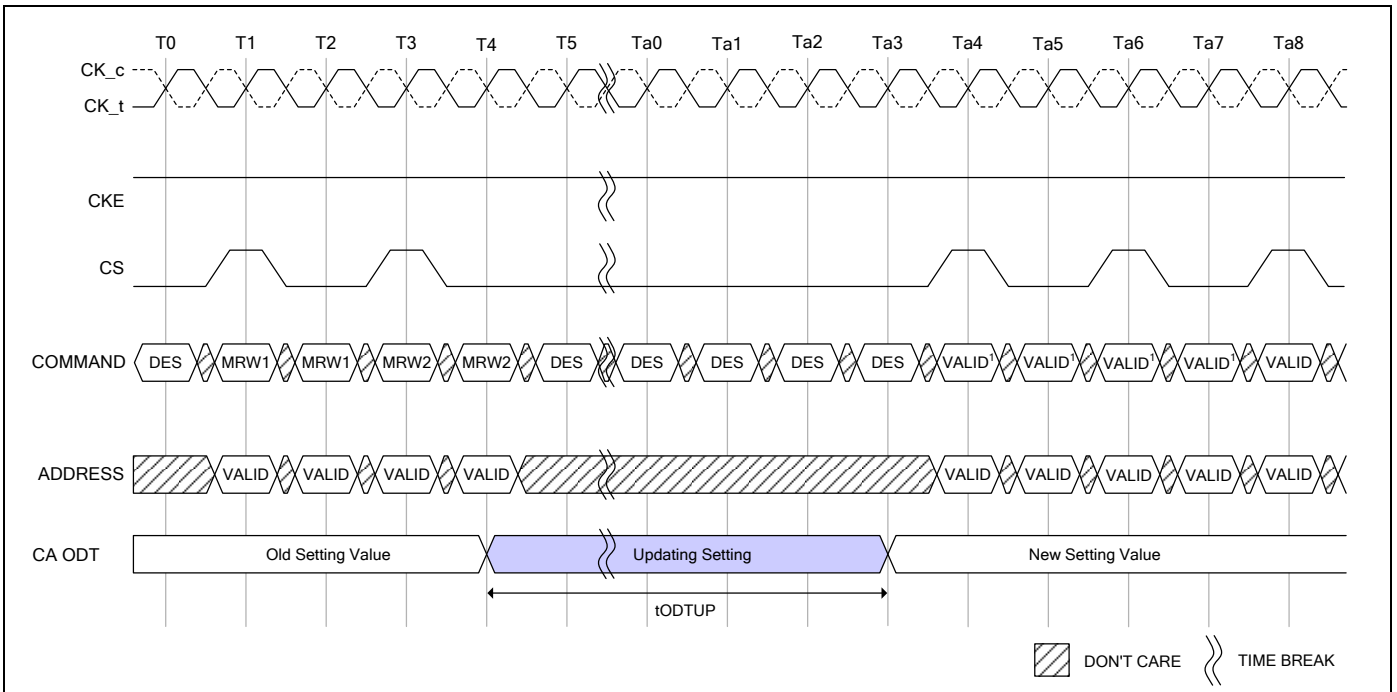 T0 T1 T2 T3 T4 T5 Ta0 Ta1 Ta2 Ta3 Ta4 Ta5 Ta6 Ta7 Ta8
CK_c
CK_t
CKE
CS
COMMAND DES MRW1 MRW1 MRW2 MRW2 DES DES DES DES DES VALID¹ VALID¹ VALID¹ VALID¹ VALID
ADDRESS VALID VALID VALID VALID VALID VALID VALID VALID VALID
CA ODT Old Setting Value Updating Setting New Setting Value
tODTUP
DON'T CARE TIME BREAK